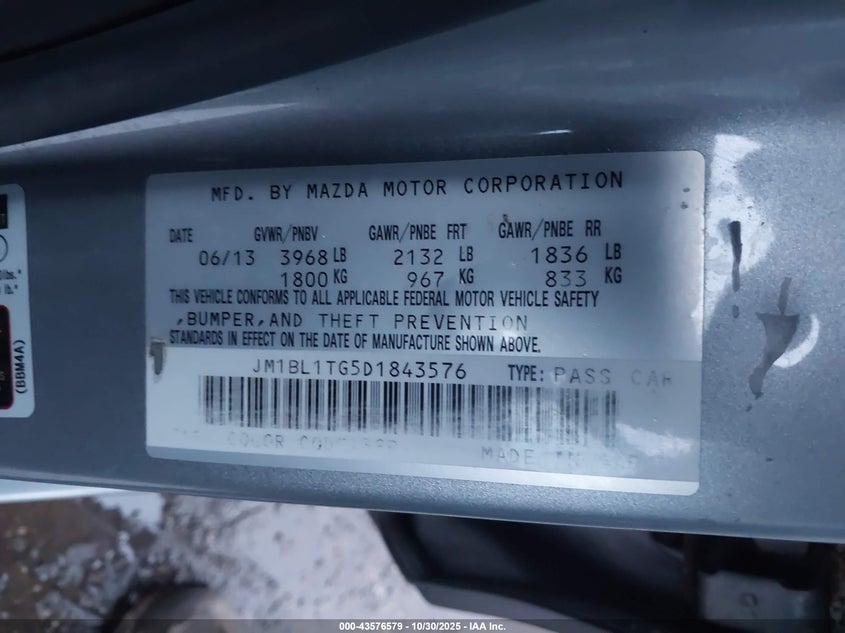 MFD. BY MAZDA MOTOR CORPORATION
DATE GVWR/PNBV GAWR/PNBE FRT GAWR/PNBE RR
06/13 3968 LB 2132 LB 1836 LB
1800 KG 967 KG 833 KG
THIS VEHICLE CONFORMS TO ALL APPLICABLE FEDERAL MOTOR VEHICLE SAFETY
,BUMPER,AND THEFT PREVENTION
STANDARDS IN EFFECT ON THE DATE OF MANUFACTURE SHOWN ABOVE.
JM1BL1TG5D1843576 TYPE: PASS CAR
COLOR MADE
(BBM4A)
000-43576579 - 10/30/2025 - IAA Inc.